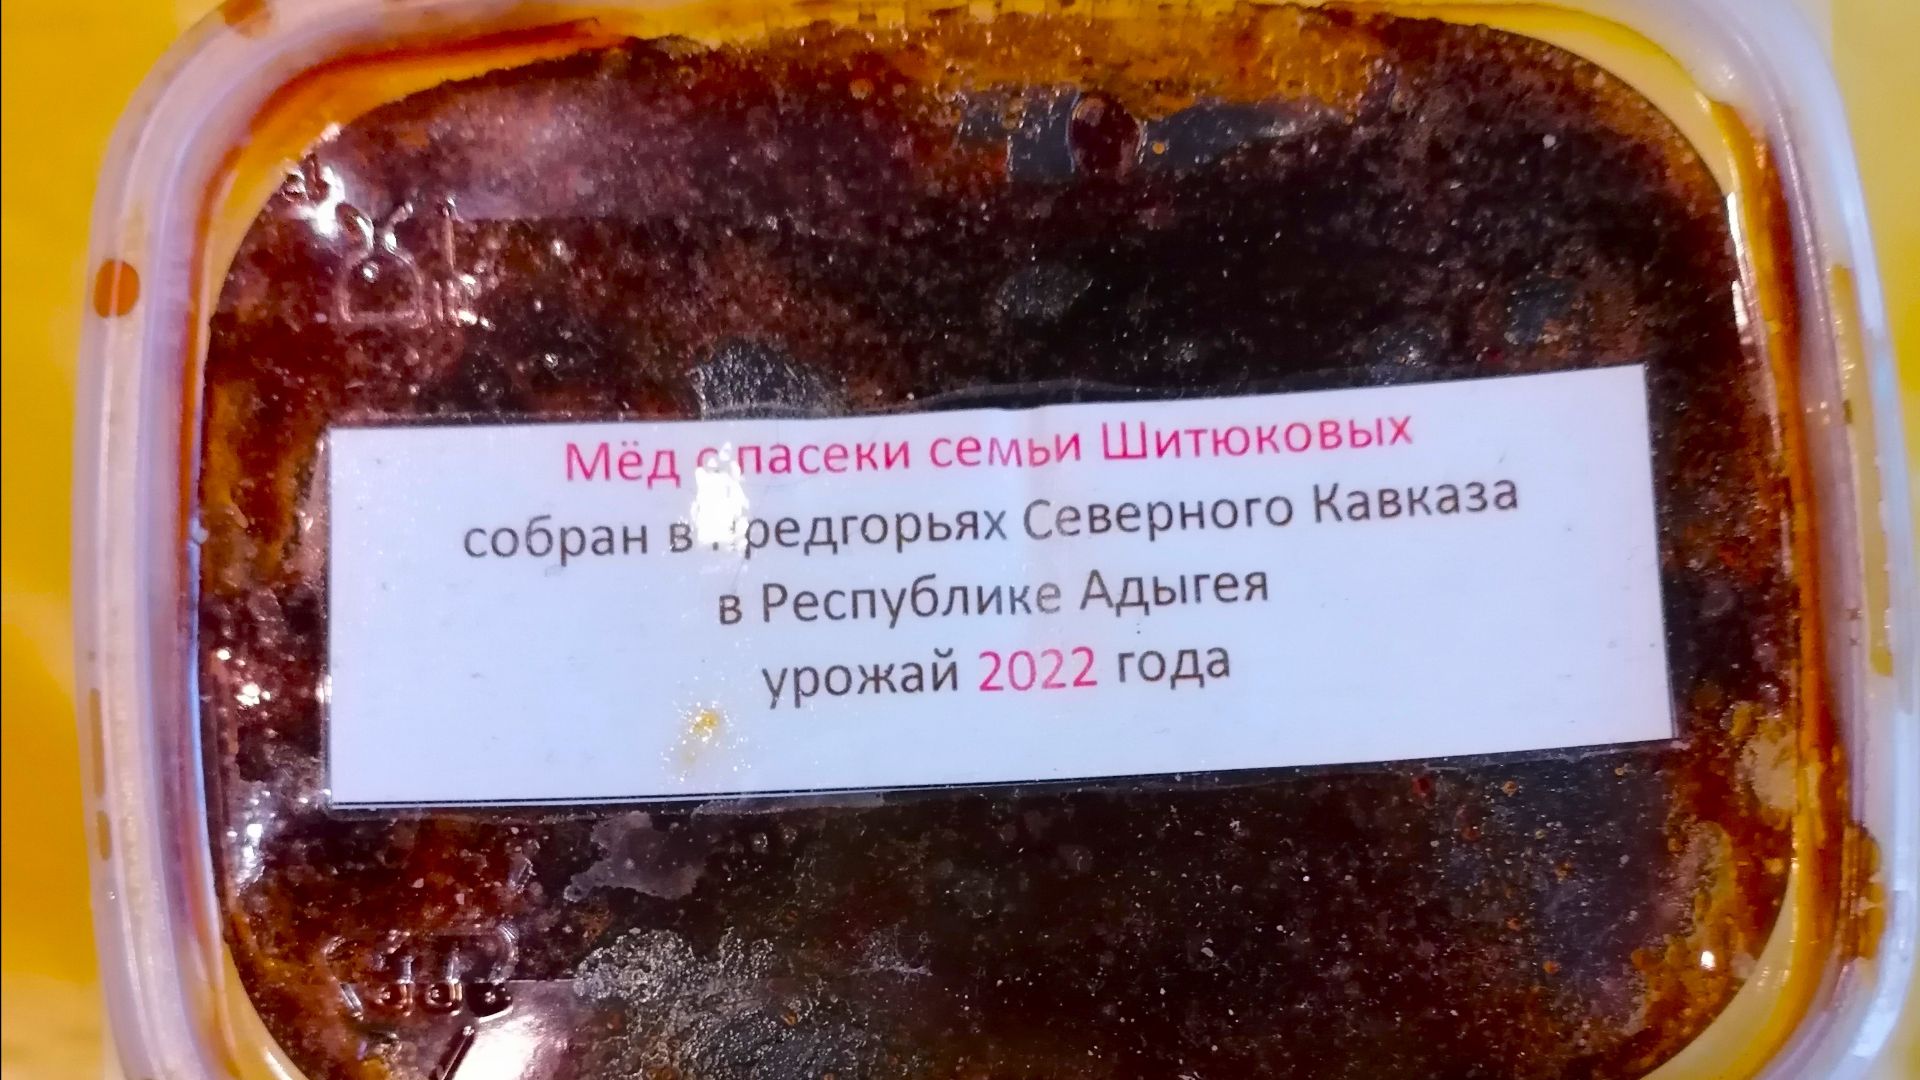 Мёд с пасеки семьи Шитюковых
собран в предгорьях Северного Кавказа
в Республике Адыгея
урожай 2022 года